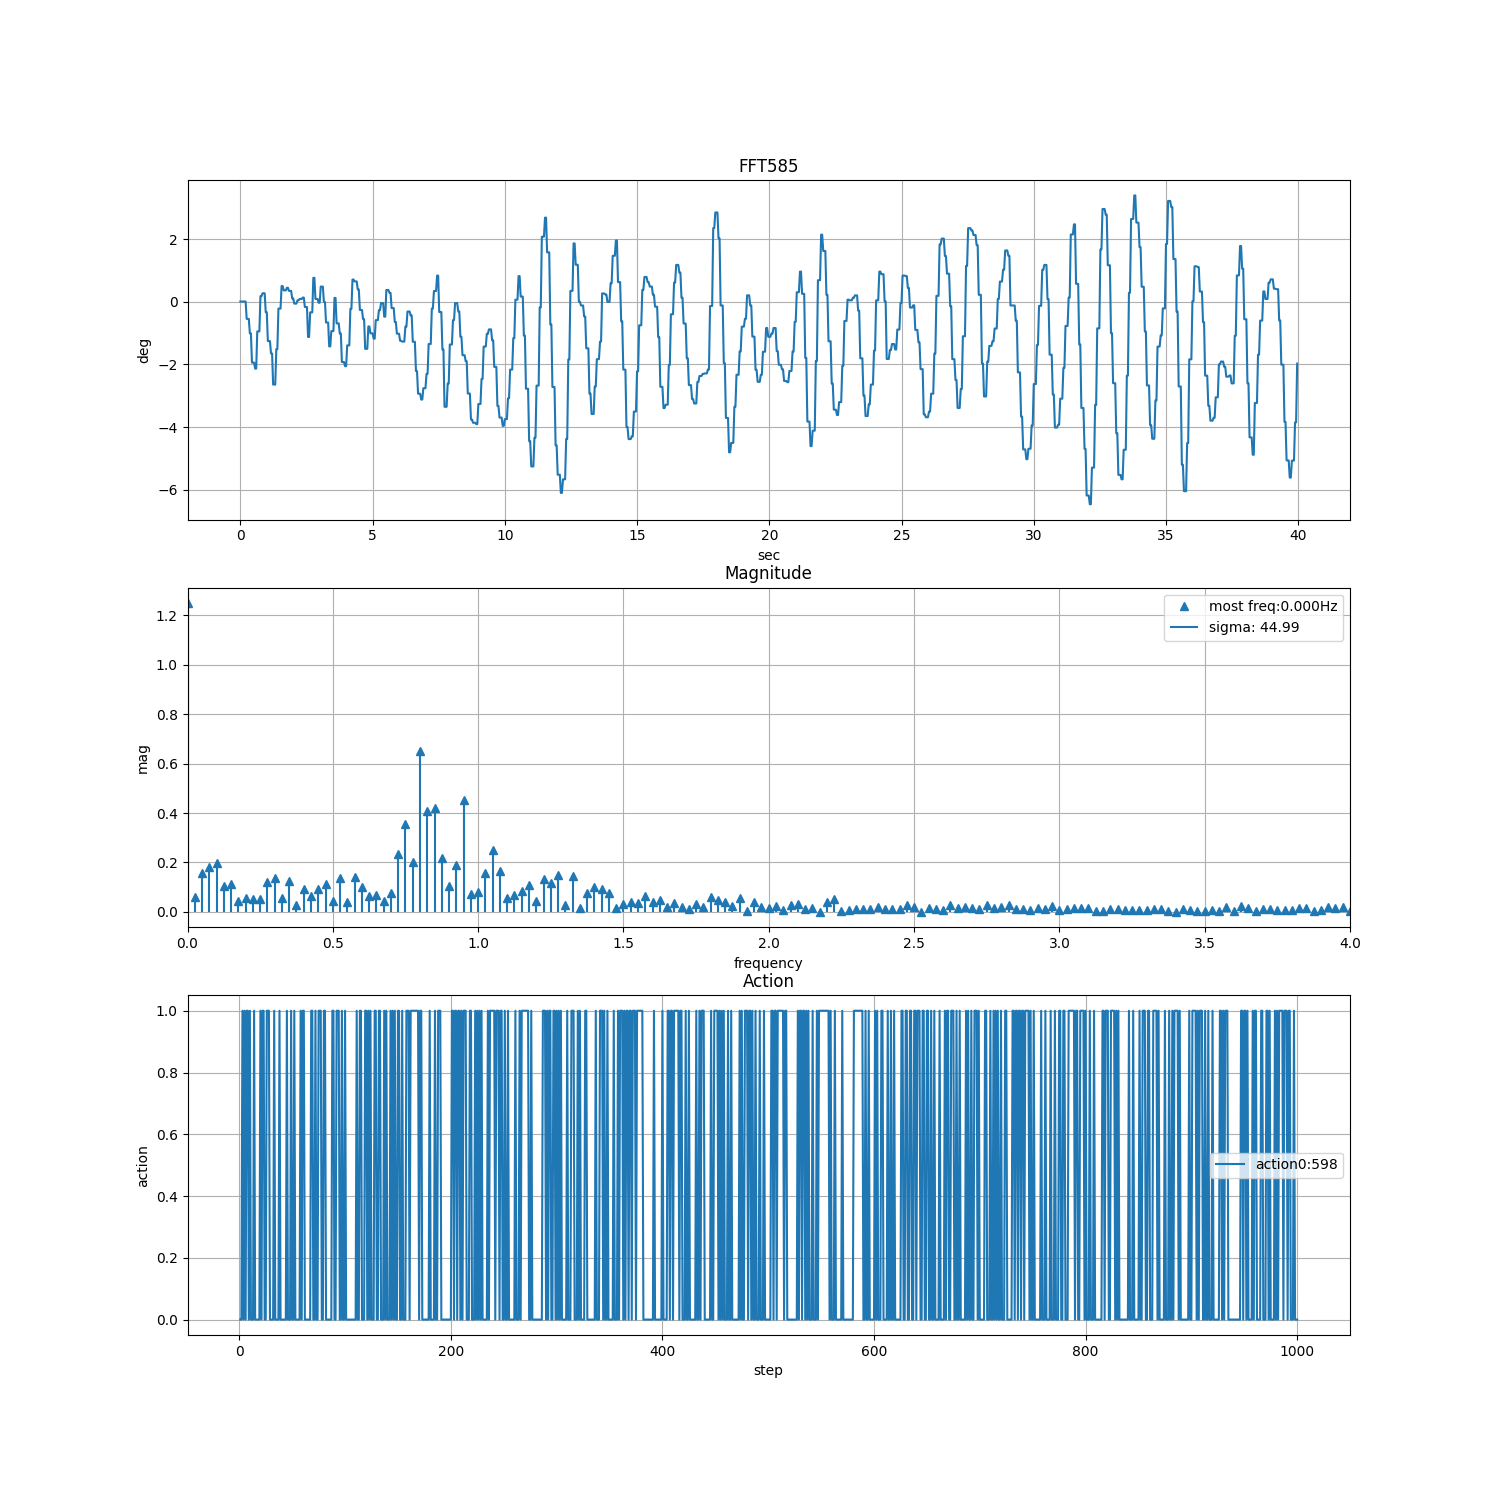 FFT585
2
0
−2
−4
−6
deg
0 5 10 15 20 25 30 35 40
sec
Magnitude
most freq:0.000Hz
sigma: 44.99
1.2
1.0
0.8
0.6
0.4
0.2
0.0
mag
0.0 0.5 1.0 1.5 2.0 2.5 3.0 3.5 4.0
frequency
Action
1.0
0.8
0.6
0.4
0.2
0.0
action
action0:598
0 200 400 600 800 1000
step